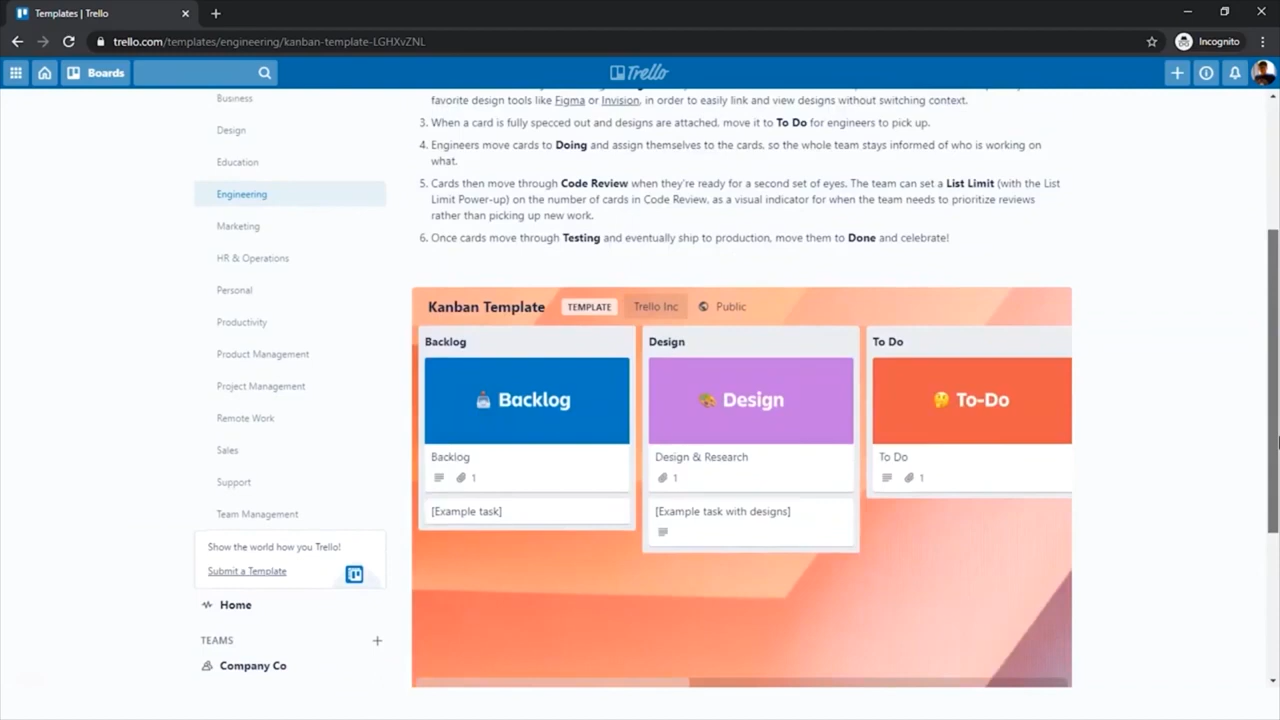 Templates | Trello
trello.com/templates/engineering/kanban-template-LGHXvZNL
Incognito
Boards
Trello
Business
Design
Education
Engineering
Marketing
HR & Operations
Personal
Productivity
Product Management
Project Management
Remote Work
Sales
Support
Team Management
Show the world how you Trello!
Submit a Template
Home
TEAMS
Company Co
favorite design tools like Figma or Invision, in order to easily link and view designs without switching context.
3. When a card is fully specced out and designs are attached, move it to To Do for engineers to pick up.
4. Engineers move cards to Doing and assign themselves to the cards, so the whole team stays informed of who is working on
what.
5. Cards then move through Code Review when they're ready for a second set of eyes. The team can set a List Limit (with the List
Limit Power-up) on the number of cards in Code Review, as a visual indicator for when the team needs to prioritize reviews
rather than picking up new work.
6. Once cards move through Testing and eventually ship to production, move them to Done and celebrate!
Kanban Template TEMPLATE Trello Inc Public
Backlog
Backlog
Backlog
1
[Example task]
Design
Design
Design & Research
1
[Example task with designs]
To Do
To-Do
To Do
1